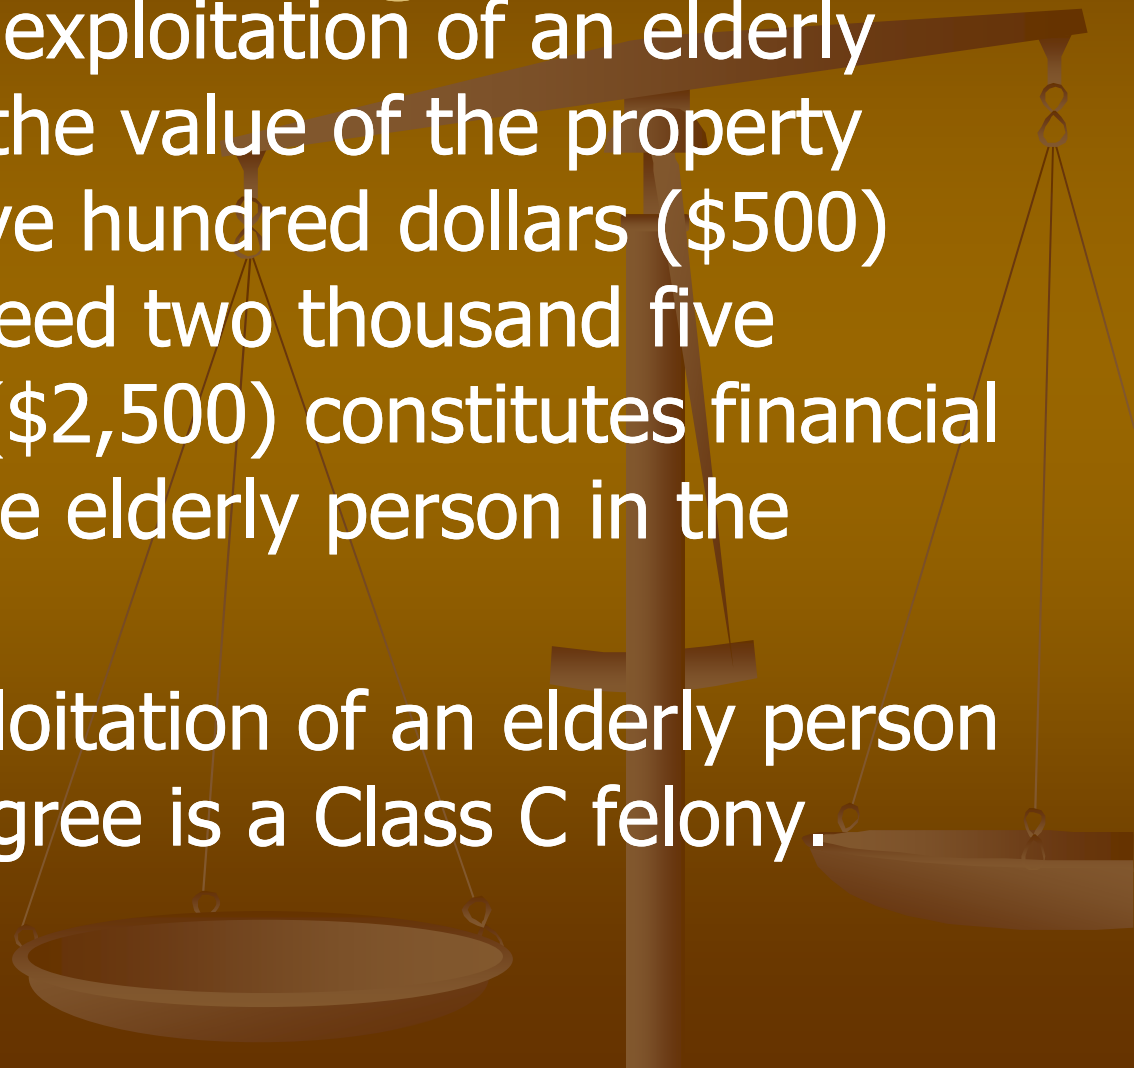 exploitation of an elderly
the value of the property
ve hundred dollars ($500)
eed two thousand five
($2,500) constitutes financial
e elderly person in the
loitation of an elderly person
gree is a Class C felony.